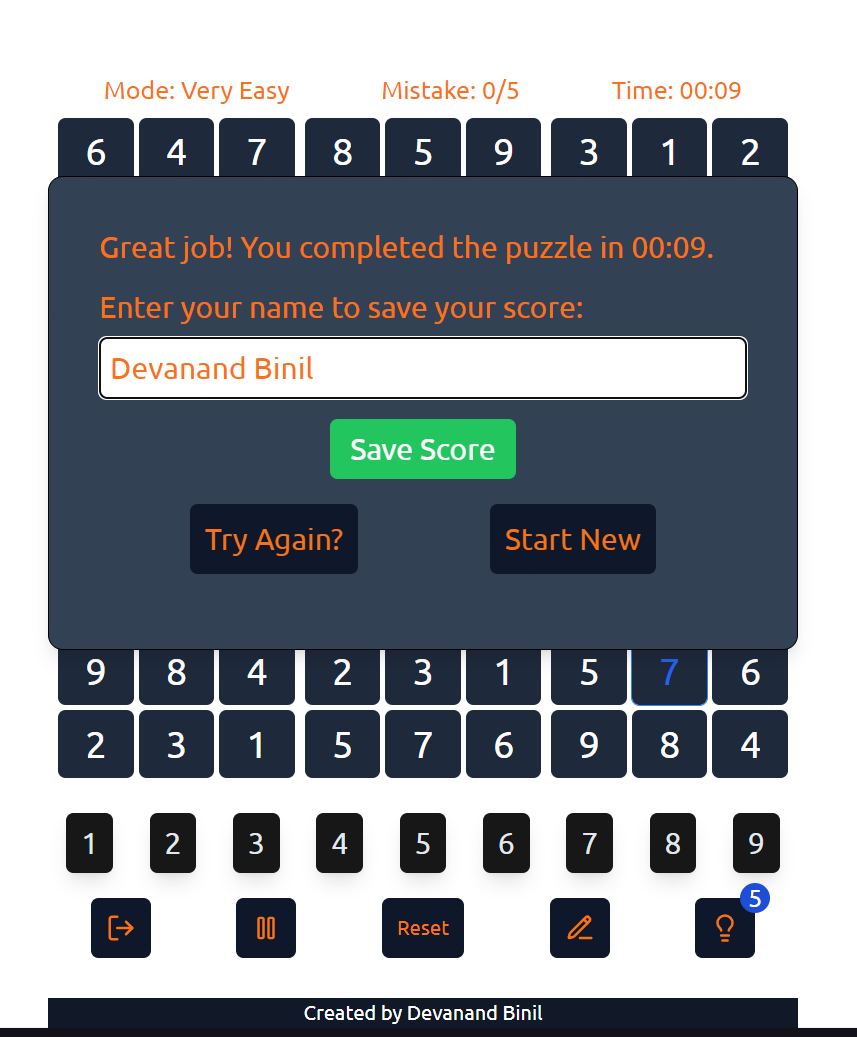 Mode: Very Easy Mistake: 0/5 Time: 00:09
6 4 7 8 5 9 3 1 2
Great job! You completed the puzzle in 00:09.
Enter your name to save your score:
Devanand Binil
Save Score
Try Again? Start New
9 8 4 2 3 1 5 7 6
2 3 1 5 7 6 9 8 4
1 2 3 4 5 6 7 8 9
5
Reset
Created by Devanand Binil